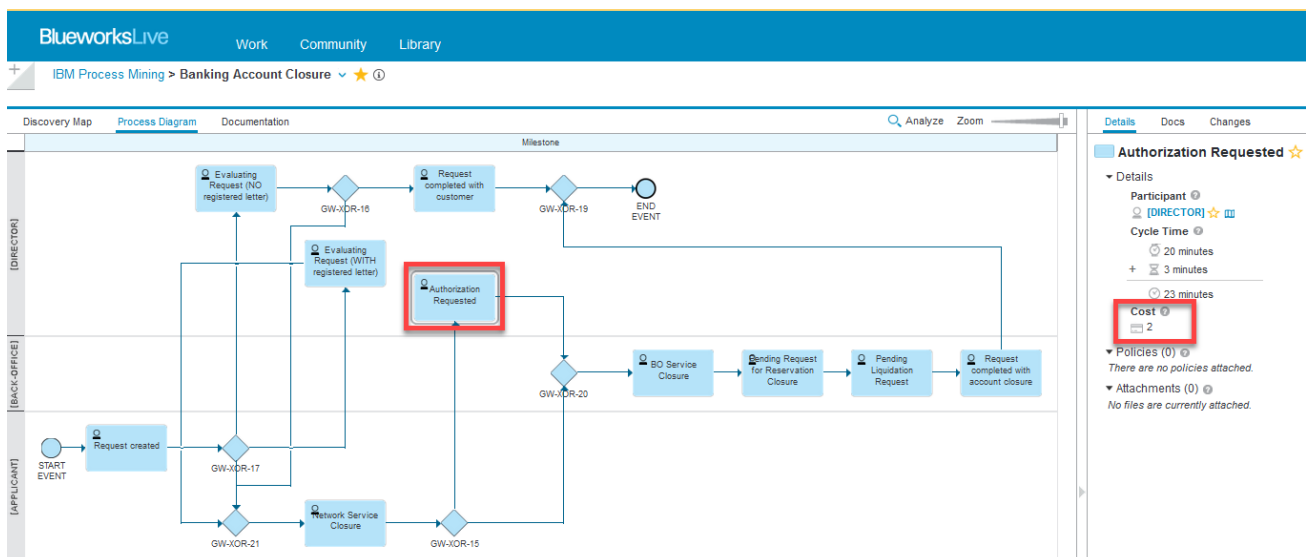 BlueworksLive
Work
Community
Library
+
IBM Process Mining > Banking Account Closure
Discovery Map
Process Diagram
Documentation
Analyze
Zoom
Milestone
[DIRECTOR]
Evaluating
Request (NO
registered letter)
GW-XOR-16
Request
completed with
customer
GW-XOR-19
END
EVENT
Evaluating
Request (WITH
registered letter)
Authorization
Requested
[BACK-OFFICE]
GW-XOR-20
BO Service
Closure
Pending Request
for Reservation
Closure
Pending
Liquidation
Request
Request
completed with
account closure
[APPLICANT]
START
EVENT
Request created
GW-XOR-17
GW-XOR-21
Network Service
Closure
GW-XOR-15
Details
Docs
Changes
Authorization Requested
Details
Participant
[DIRECTOR]
Cycle Time
20 minutes
+ 3 minutes
23 minutes
Cost
2
Policies (0)
There are no policies attached.
Attachments (0)
No files are currently attached.